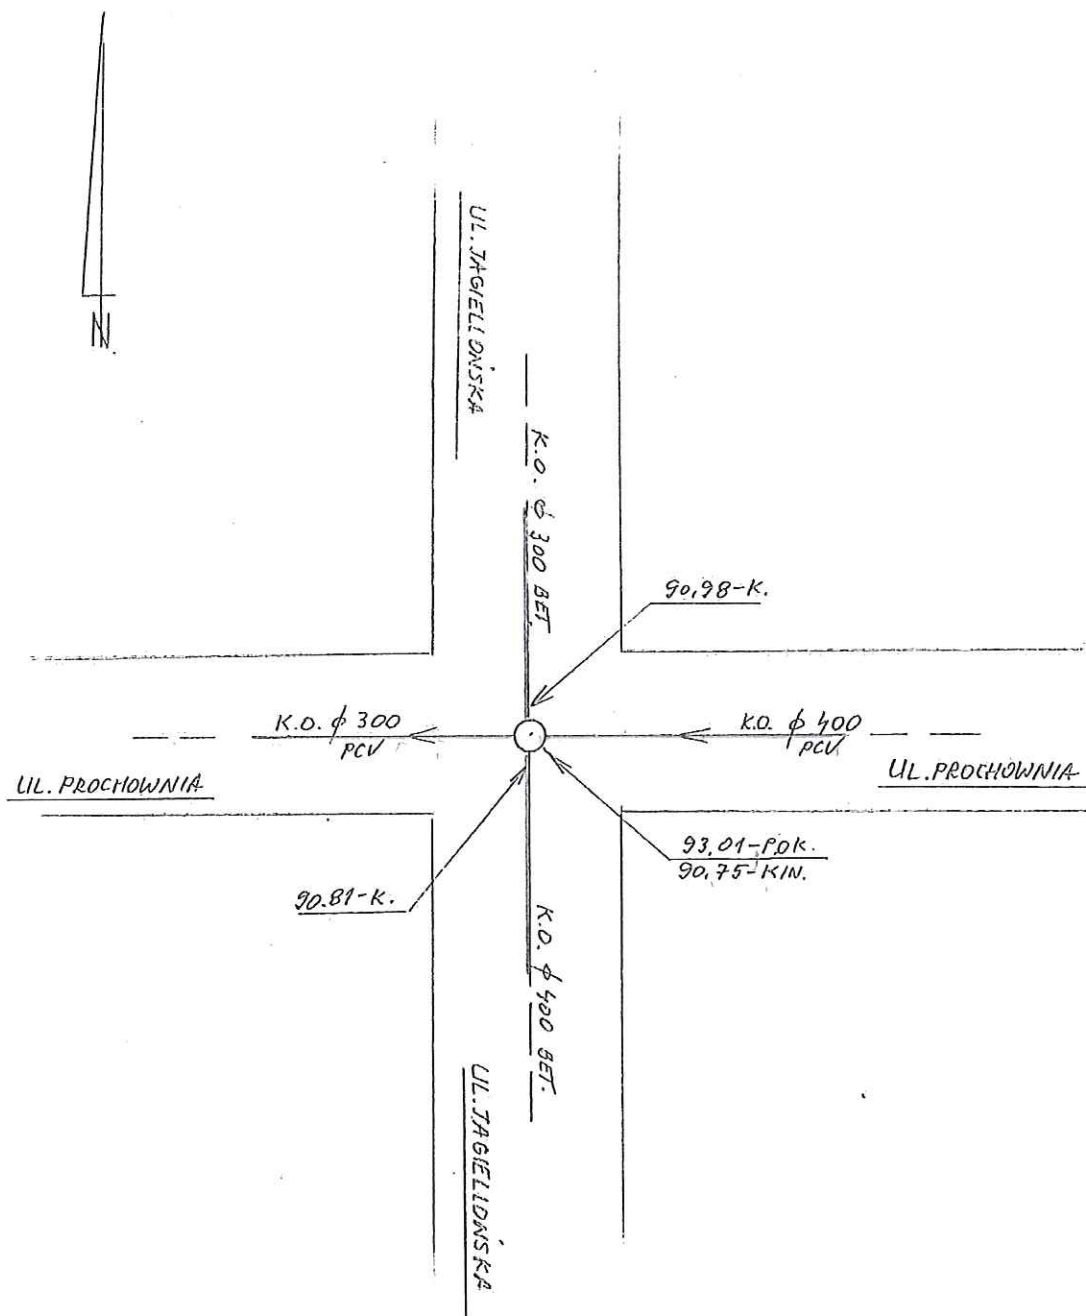 N.
UL. JAGIELLOŃSKA
K.O. ϕ 300 BET.
90,98-K.
K.O. ϕ 300
PCV
K.O. ϕ 400
PCV
UL. PROCHOWNIA
UL. PROCHOWNIA
93,01-POK.
90,75-KIN.
90.81-K.
K.O. ϕ 400 BET.
UL. JAGIELLOŃSKA